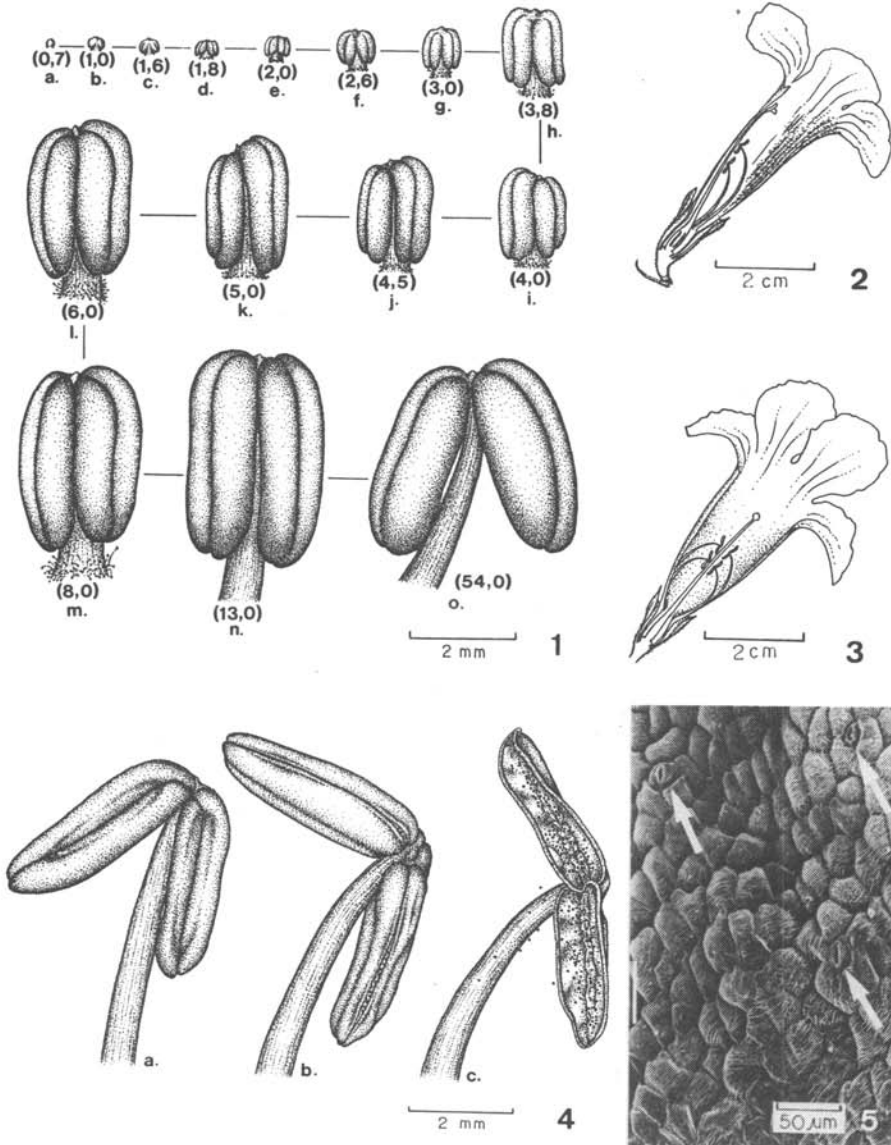 (0,7) (1,0) (1,6) (1,8) (2,0) (2,6) (3,0) (3,8)
a. b. c. d. e. f. g. h.
(6,0) (5,0) (4,5) (4,0)
l. k. j. i.
(8,0) (13,0) (54,0)
m. n. o.
2 mm 1
2 cm 2
2 cm 3
a. b. c.
2 mm 4
50 µm 5